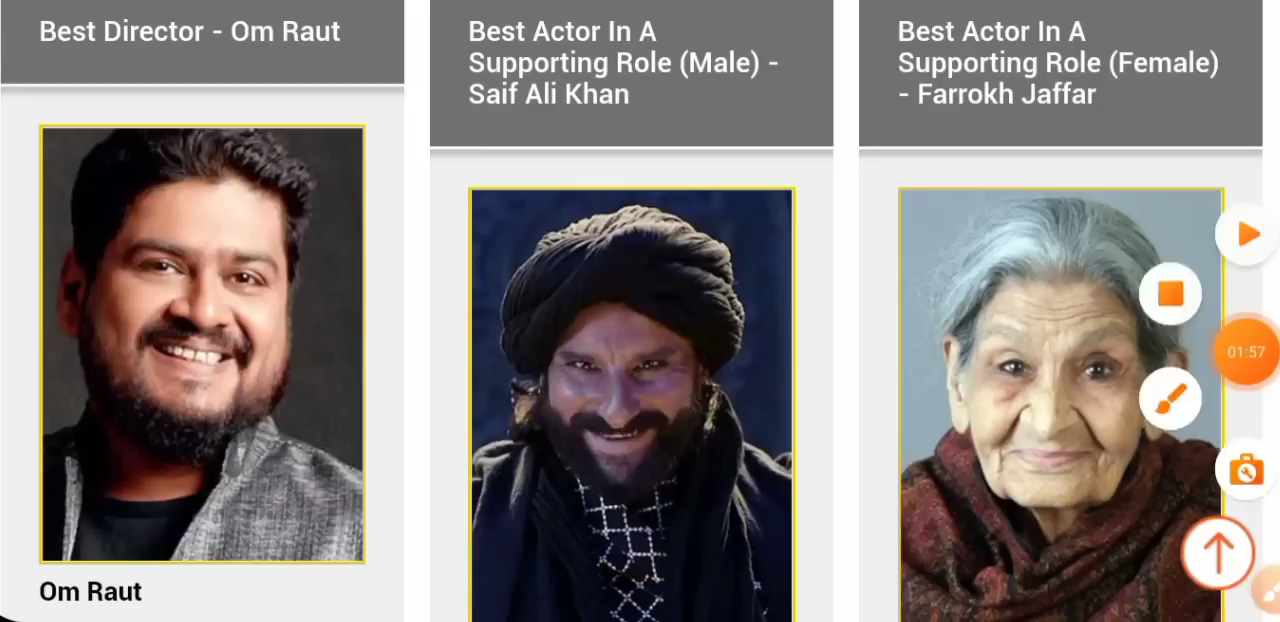 Best Director - Om Raut
Om Raut
Best Actor In A
Supporting Role (Male) -
Saif Ali Khan
Best Actor In A
Supporting Role (Female)
- Farrokh Jaffar
01:57